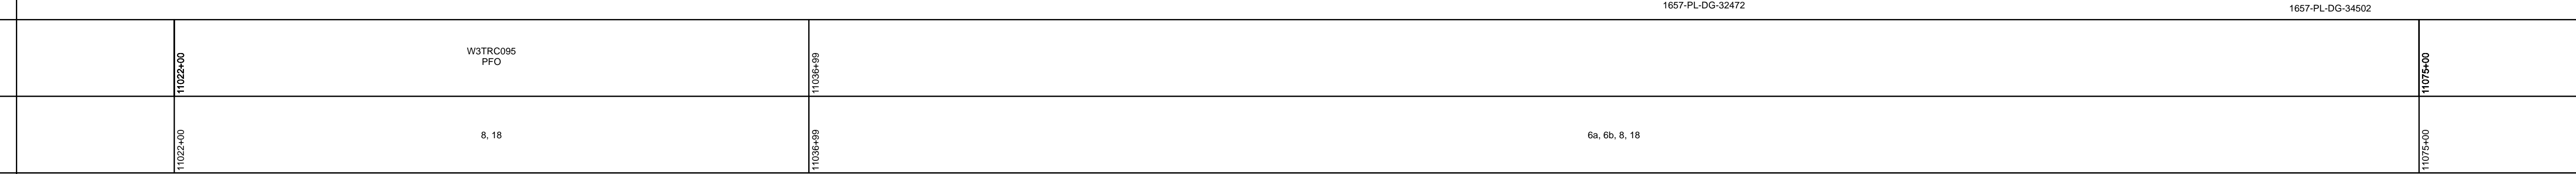 1657-PL-DG-32472
1657-PL-DG-34502
11022+00
W3TRC095
PFO
11036+99
11075+00
11022+00
8, 18
11036+99
6a, 6b, 8, 18
11075+00